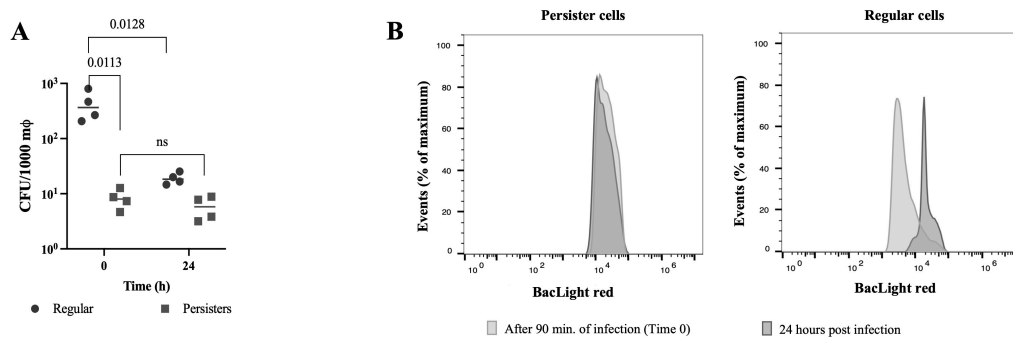 A
0.0128
0.0113
ns
CFU/1000 mϕ
10³
10²
10¹
10⁰
0
24
Time (h)
Regular
Persisters
B
Persister cells
Events (% of maximum)
100
80
60
40
20
0
10⁰
10²
10⁴
10⁶
BacLight red
Regular cells
Events (% of maximum)
100
80
60
40
20
0
10⁰
10²
10⁴
10⁶
BacLight red
After 90 min. of infection (Time 0)
24 hours post infection